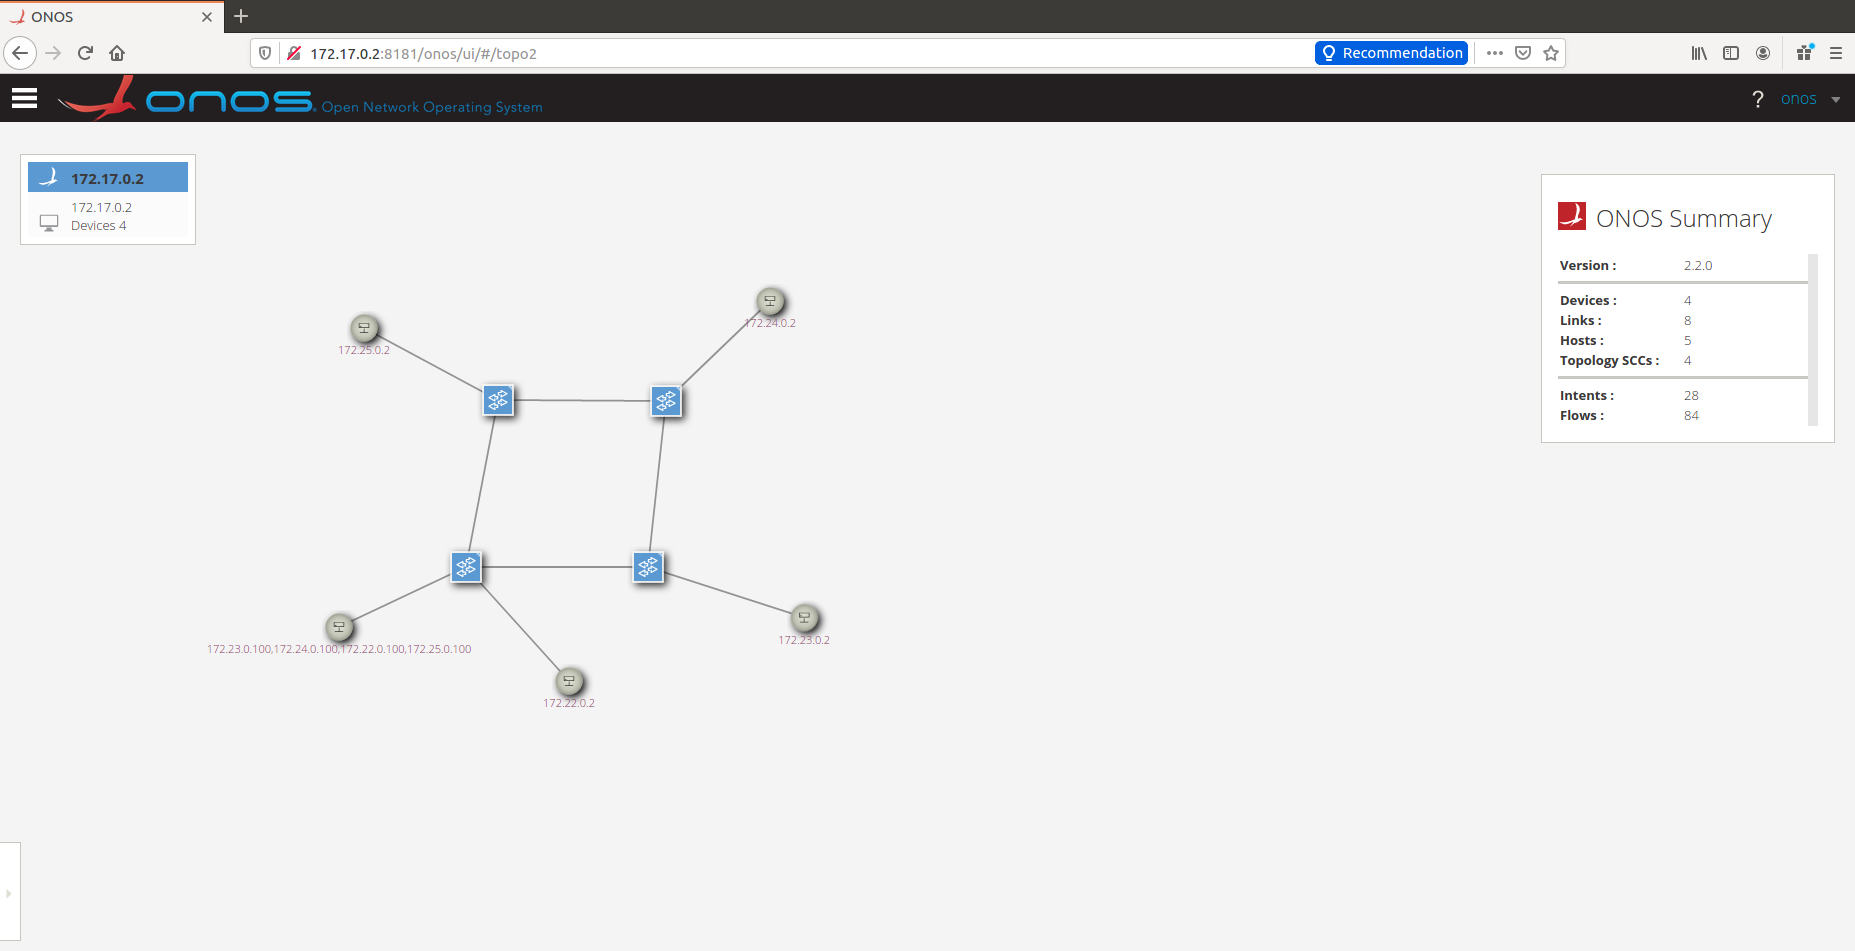 ONOS
172.17.0.2:8181/onos/ui/#/topo2
Recommendation
onos Open Network Operating System
? onos
172.17.0.2
172.17.0.2
Devices 4
ONOS Summary
Version : 2.2.0
Devices : 4
Links : 8
Hosts : 5
Topology SCCs : 4
Intents : 28
Flows : 84
172.24.0.2
172.25.0.2
172.23.0.2
172.23.0.100,172.24.0.100,172.22.0.100,172.25.0.100
172.22.0.2